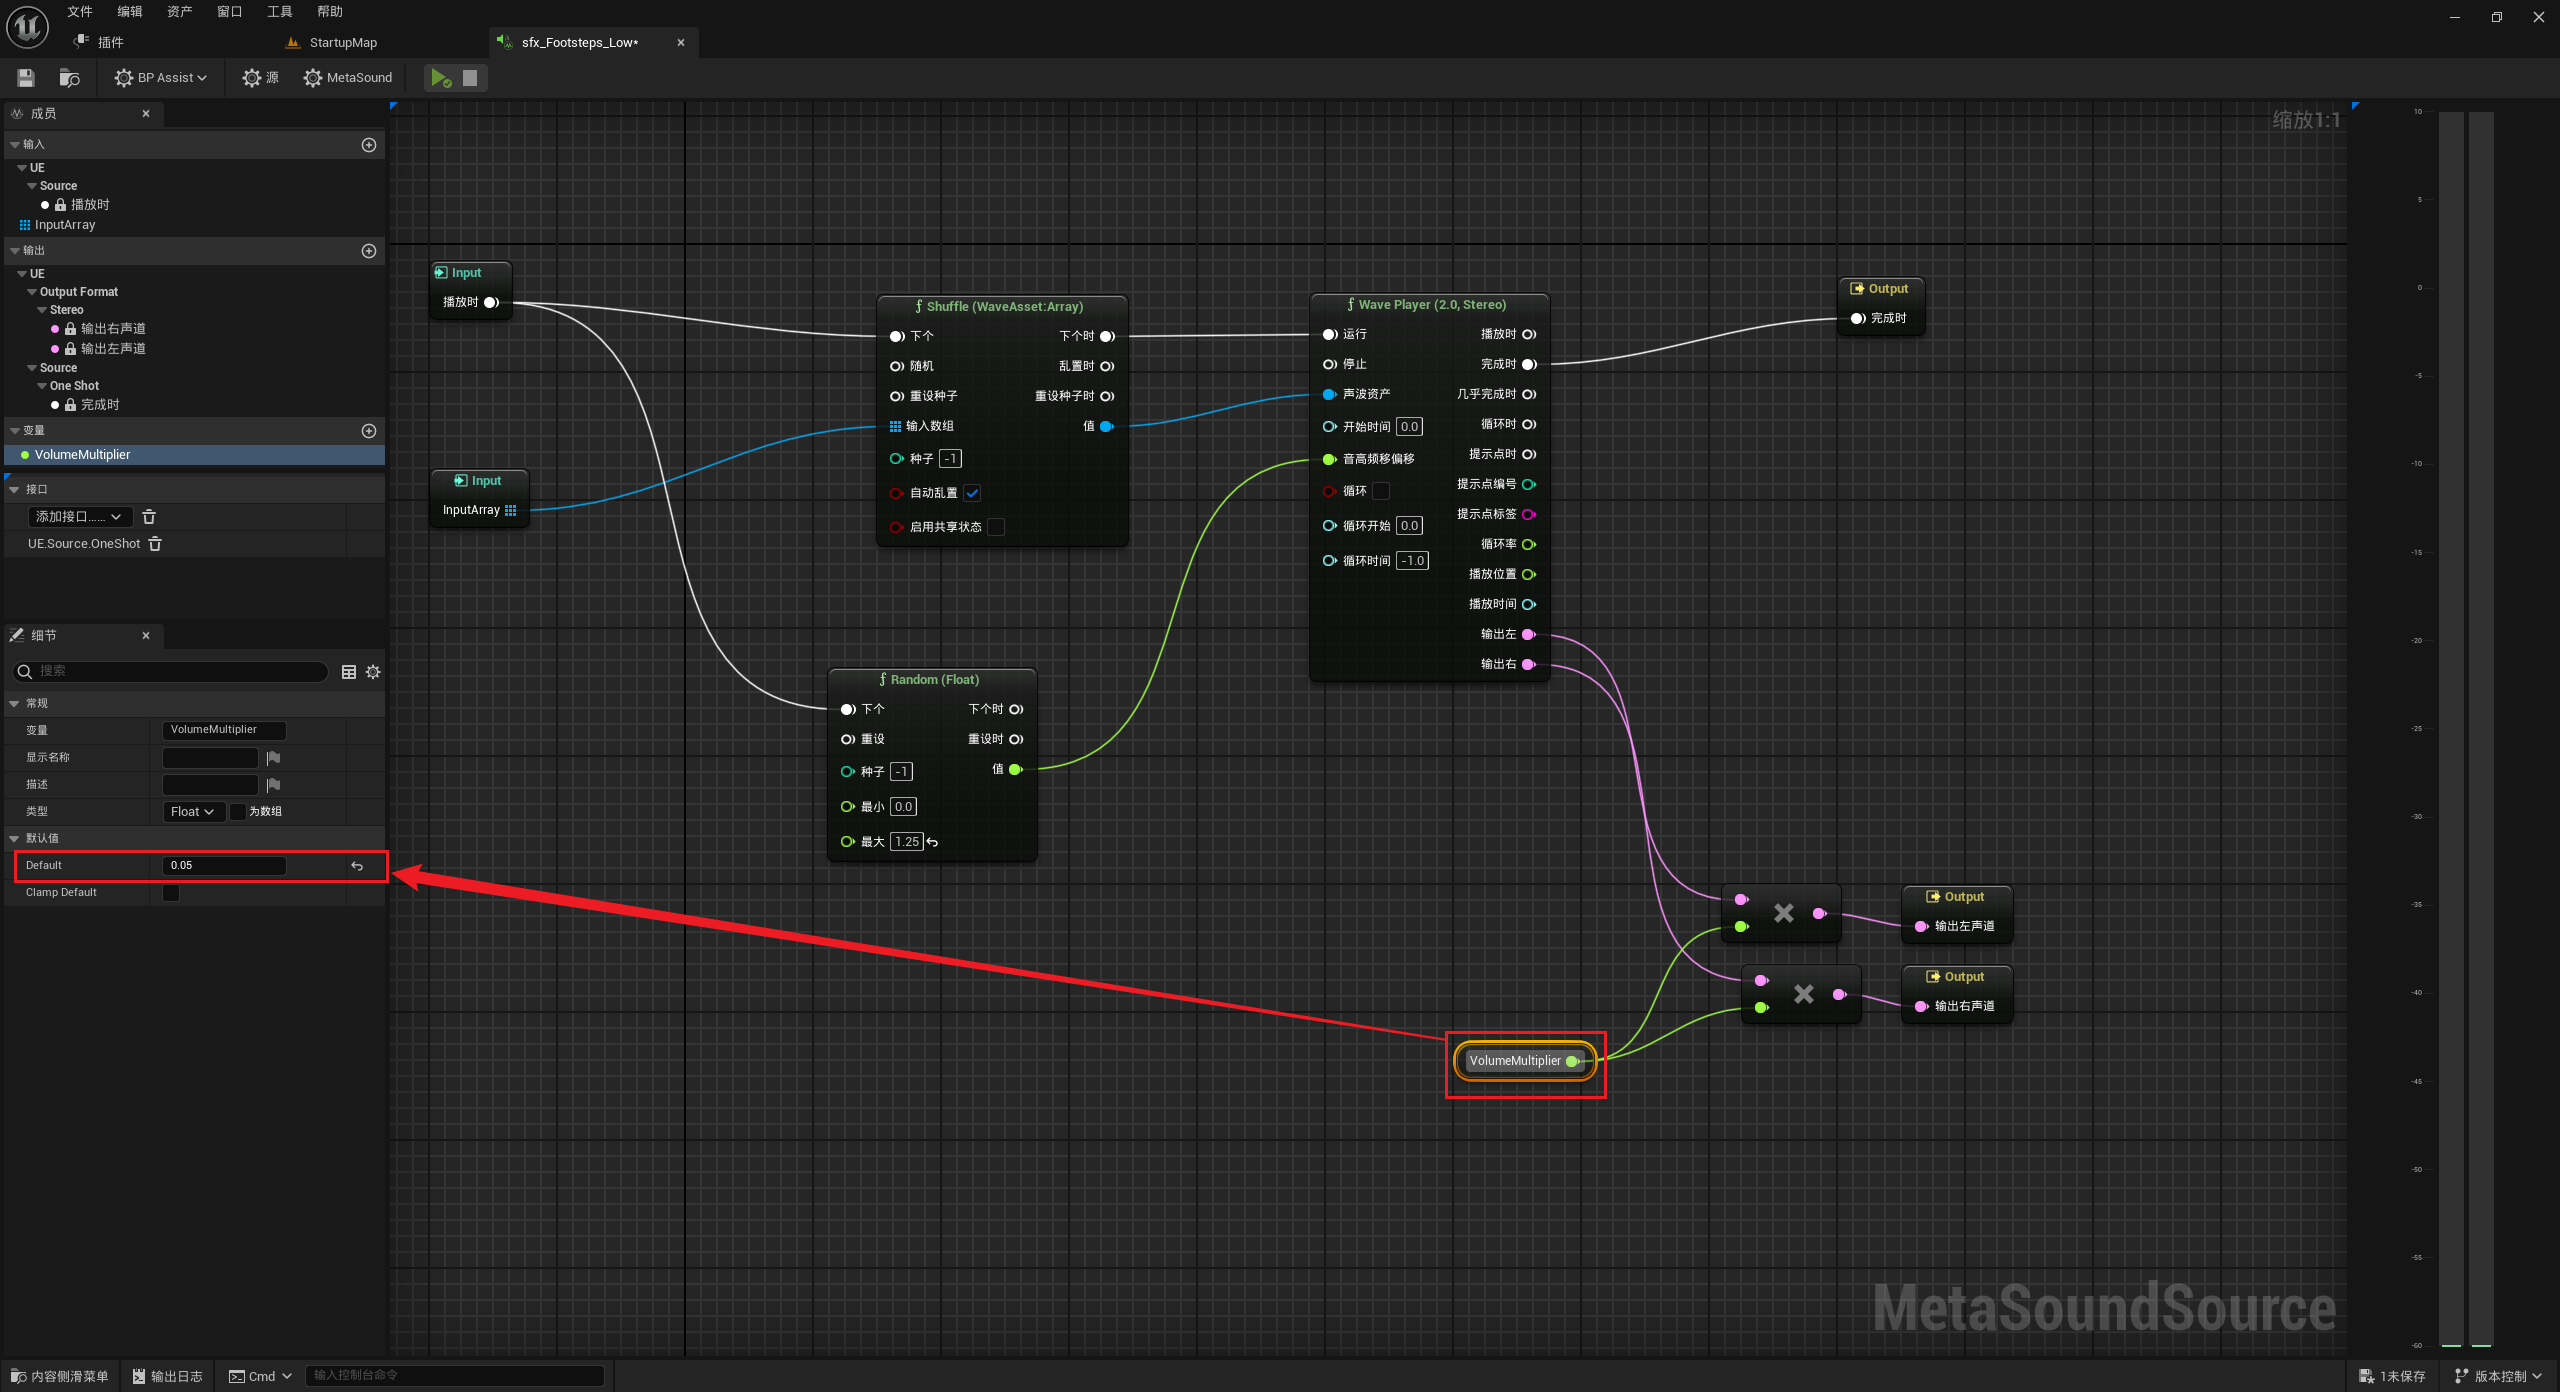 文件 编辑 资产 窗口 工具 帮助
插件 StartupMap sfx_Footsteps_Low*
BP Assist 源 MetaSound
成员
输入
UE
Source
播放时
InputArray
输出
UE
Output Format
Stereo
输出右声道
输出左声道
Source
One Shot
完成时
变量
VolumeMultiplier
接口
添加接口......
UE.Source.OneShot
细节
搜索
常规
变量 VolumeMultiplier
显示名称
描述
类型 Float 为数组
默认值
Default 0.05
Clamp Default
缩放1:1
Input
播放时
Input
InputArray
Shuffle (WaveAsset:Array)
下个 下个时
随机 乱置时
重设种子 重设种子时
输入数组 值
种子 -1
自动乱置
启用共享状态
Random (Float)
下个 下个时
重设 重设时
种子 -1 值
最小 0.0
最大 1.25
Wave Player (2.0, Stereo)
运行 播放时
停止 完成时
声波资产 几乎完成时
开始时间 0.0 循环时
音高频移偏移 提示点时
循环 提示点编号
循环开始 0.0 提示点标签
循环时间 -1.0 循环率
播放位置
播放时间
输出左
输出右
Output
完成时
Output
输出左声道
Output
输出右声道
VolumeMultiplier
MetaSoundSource
10
5
0
-5
-10
-15
-20
-25
-30
-35
-40
-45
-50
-55
-60
内容侧滑菜单 输出日志 Cmd 输入控制台命令 1未保存 版本控制